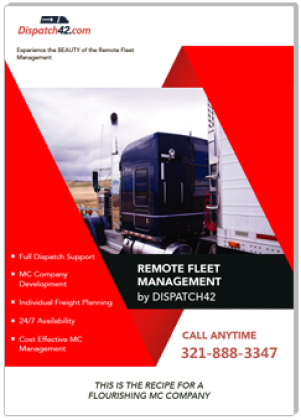 Dispatch42.com
Experience the BEAUTY of the Remote Fleet
Management
Full Dispatch Support
MC Company
Development
Individual Freight Planning
24/7 Availability
Cost Effective MC
Management
REMOTE FLEET
MANAGEMENT
by DISPATCH42
CALL ANYTIME
321-888-3347
THIS IS THE RECIPE FOR A
FLOURISHING MC COMPANY